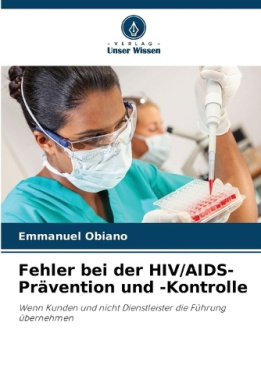 - VERLAG -
Unser Wissen
Emmanuel Obiano
Fehler bei der HIV/AIDS-
Prävention und -Kontrolle
Wenn Kunden und nicht Dienstleister die Führung
übernehmen